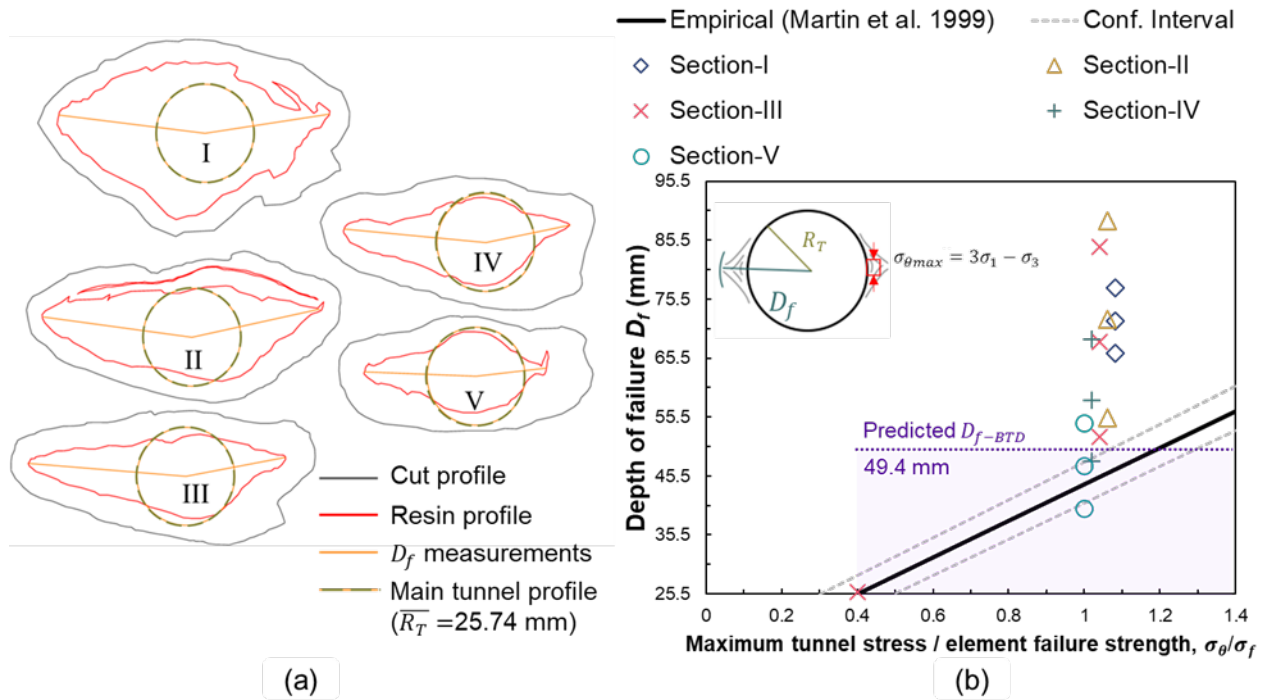 I
II
III
IV
V
Cut profile
Resin profile
D_f measurements
Main tunnel profile
(R̅_T =25.74 mm)
(a)
Empirical (Martin et al. 1999)
Conf. Interval
Section-I
Section-II
Section-III
Section-IV
Section-V
Depth of failure D_f (mm)
95.5
85.5
75.5
65.5
55.5
45.5
35.5
25.5
R_T
D_f
σ_θmax = 3σ_1 − σ_3
Predicted D_f−BTD
49.4 mm
0
0.2
0.4
0.6
0.8
1
1.2
1.4
Maximum tunnel stress / element failure strength, σ_θ/σ_f
(b)